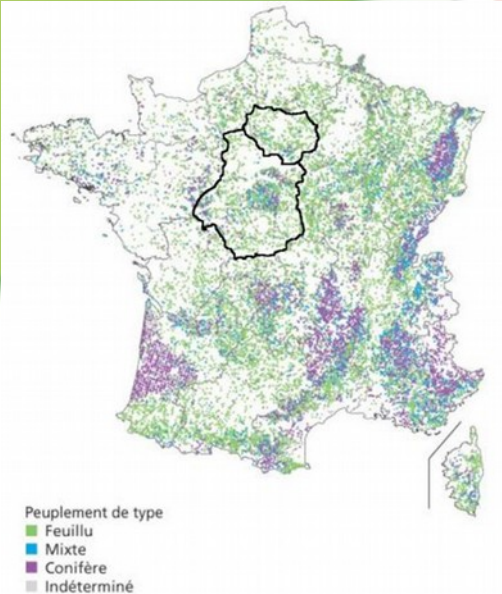 Peuplement de type
Feuillu
Mixte
Conifère
Indéterminé